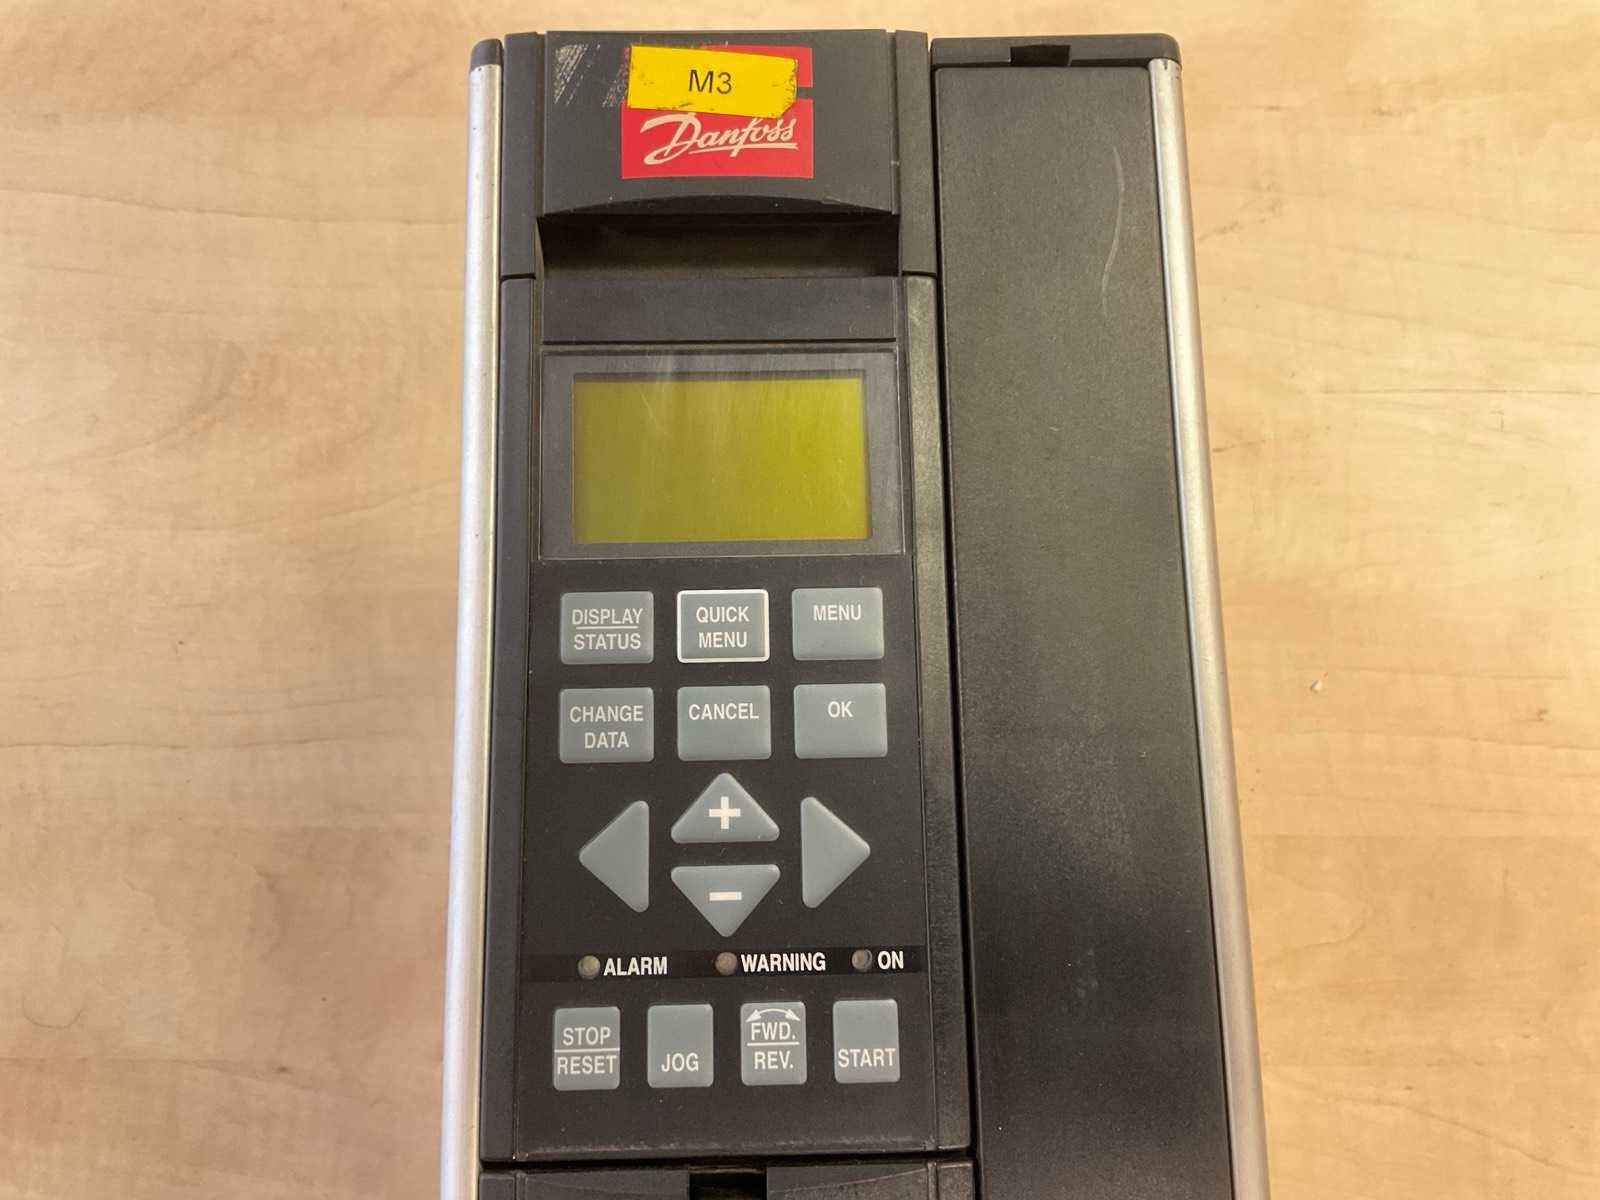 M3
Danfoss
DISPLAY
STATUS
QUICK
MENU
MENU
CHANGE
DATA
CANCEL
OK
+
-
ALARM
WARNING
ON
STOP
RESET
JOG
FWD.
REV.
START